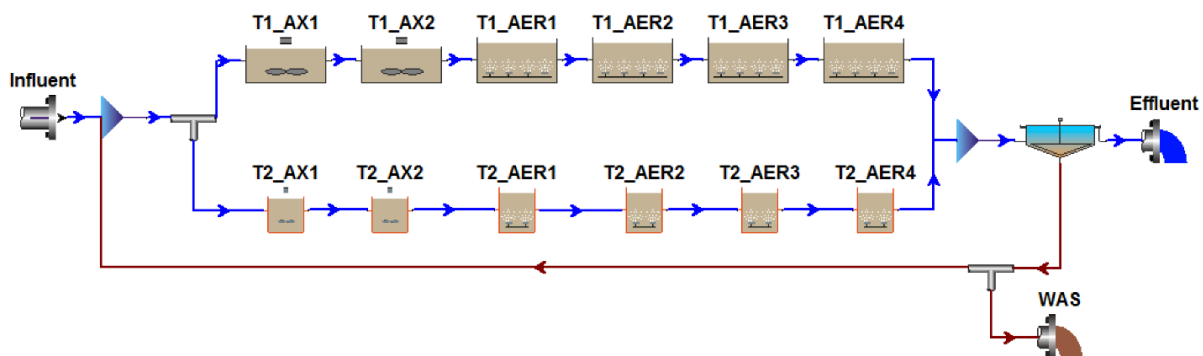 T1_AX1 T1_AX2 T1_AER1 T1_AER2 T1_AER3 T1_AER4
Influent
Effluent
T2_AX1 T2_AX2 T2_AER1 T2_AER2 T2_AER3 T2_AER4
WAS